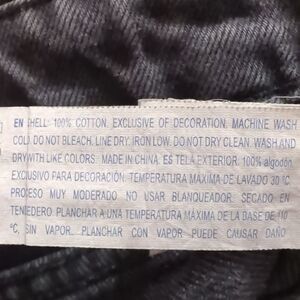 EN SHELL: 100% COTTON. EXCLUSIVE OF DECORATION. MACHINE WASH
COLD. DO NOT BLEACH. LINE DRY. IRON LOW. DO NOT DRY CLEAN. WASH AND
DRY WITH LIKE COLORS. MADE IN CHINA. ES TELA EXTERIOR: 100% algodón
EXCLUSIVO PARA DECORACIÓN. TEMPERATURA MÁXIMA DE LAVADO 30 ºC
PROCESO MUY MODERADO. NO USAR BLANQUEADOR. SECADO EN
TENEDERO. PLANCHAR A UNA TEMPERATURA MÁXIMA DE LA BASE DE 110
ºC, SIN VAPOR. PLANCHAR CON VAPOR PUEDE CAUSAR DAÑO